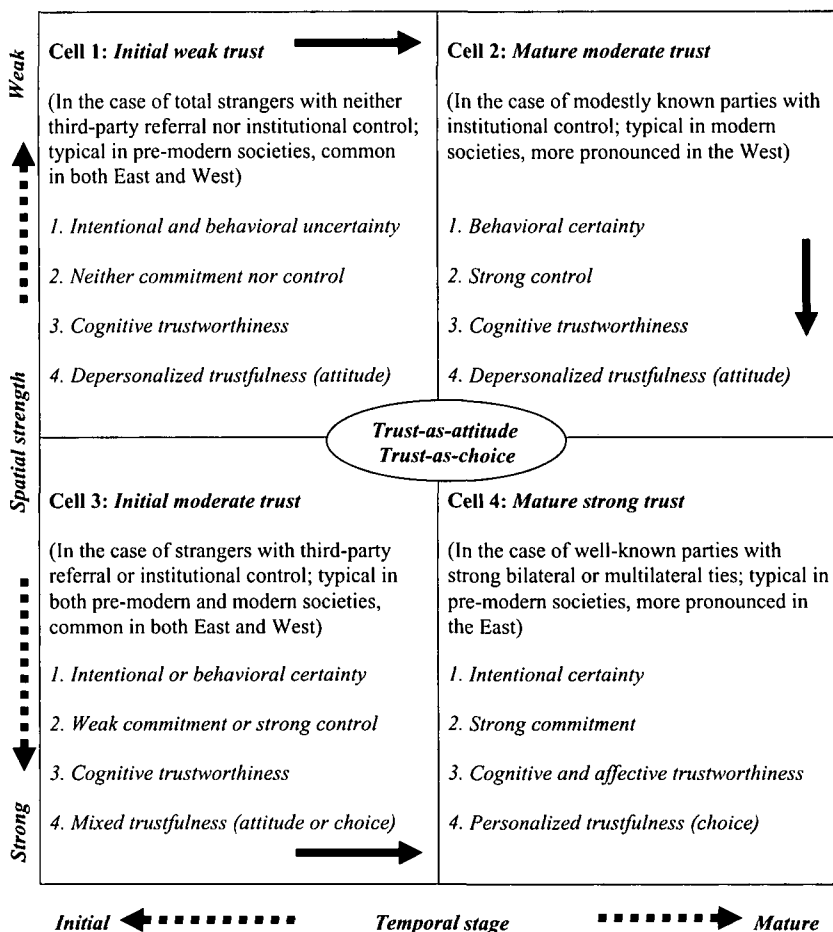 Weak
Spatial strength
Strong
Cell 1: Initial weak trust
(In the case of total strangers with neither
third-party referral nor institutional control;
typical in pre-modern societies, common
in both East and West)
1. Intentional and behavioral uncertainty
2. Neither commitment nor control
3. Cognitive trustworthiness
4. Depersonalized trustfulness (attitude)
Cell 2: Mature moderate trust
(In the case of modestly known parties with
institutional control; typical in modern
societies, more pronounced in the West)
1. Behavioral certainty
2. Strong control
3. Cognitive trustworthiness
4. Depersonalized trustfulness (attitude)
Trust-as-attitude
Trust-as-choice
Cell 3: Initial moderate trust
(In the case of strangers with third-party
referral or institutional control; typical in
both pre-modern and modern societies,
common in both East and West)
1. Intentional or behavioral certainty
2. Weak commitment or strong control
3. Cognitive trustworthiness
4. Mixed trustfulness (attitude or choice)
Cell 4: Mature strong trust
(In the case of well-known parties with
strong bilateral or multilateral ties; typical in
pre-modern societies, more pronounced in
the East)
1. Intentional certainty
2. Strong commitment
3. Cognitive and affective trustworthiness
4. Personalized trustfulness (choice)
Initial Temporal stage Mature